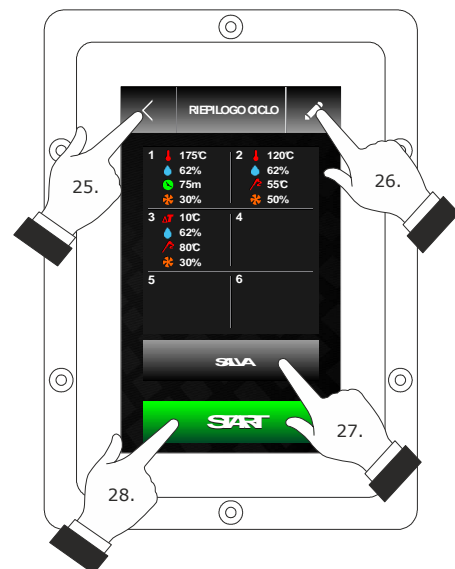 RIEPILOGO CICLO
1 175°C 2 120°C
62% 62%
75m 55°C
30% 50%
3 10°C 4
62%
80°C
30%
5 6
SALVA
START
25.
26.
27.
28.